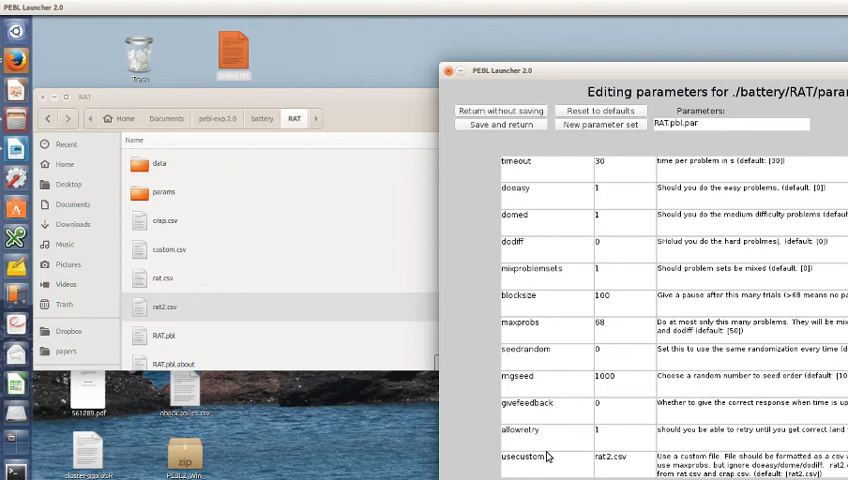 PEBL Launcher 2.0
Trash
RAT
Home
Documents
pebl-exp.2.0
battery
RAT
Recent
Home
Desktop
Documents
Downloads
Music
Pictures
Videos
Trash
Dropbox
papers
Name
data
params
crap.csv
custom.csv
rat.csv
rat2.csv
RAT.pbl
RAT.pbl.about
561289.pdf
PEBL2_Win
zip
PEBL Launcher 2.0
Editing parameters for ./battery/RAT/para
Return without saving
Reset to defaults
Parameters:
Save and return
New parameter set
RAT.pbl.par
timeout 30 time per problem in s (default: [30])
doeasy 1 Should you do the easy problems, (default: [0])
domed 1 Should you do the medium difficulty problems (defau
dodiff 0 SHolud you do the hard problmes[, (default: [0])
mixproblemsets 1 Should problem sets be mixed (default: [0])
blocksize 100 Give a pause after this many trials (>68 means no pa
maxprobs 68 Do at most only this many problems. They will be mix
and dodiff (default: [50])
seedrandom 0 Set this to use the same randomization every time (d
rngseed 1000 Choose a random number to seed order (default: [10
givefeedback 0 Whether to give the correct response when time is up
allowretry 1 should you be able to retry until you get correct (and
usecustom rat2.csv Use a custom file. File should be formatted as a csv w
use maxprobs, but ignore doeasy/dome/dodiff. rat2.c
from rat.csv and crap.csv. (default: [rat2.csv])